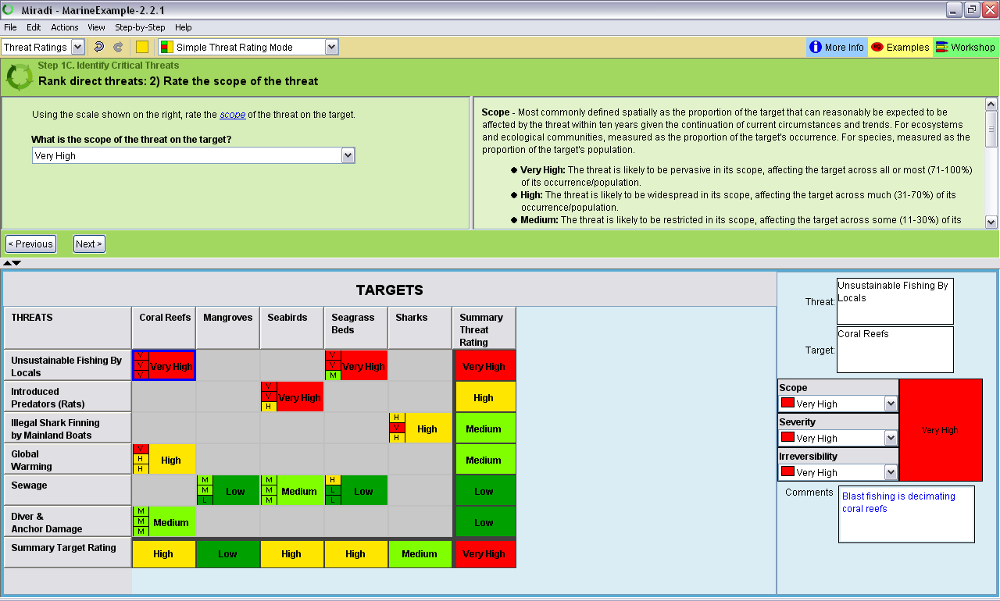 Miradi - MarineExample-2.2.1
File Edit Actions View Step-by-Step Help
Threat Ratings Simple Threat Rating Mode More Info Examples Workshop
Step 1C. Identify Critical Threats
Rank direct threats: 2) Rate the scope of the threat
Using the scale shown on the right, rate the scope of the threat on the target.
What is the scope of the threat on the target?
Very High
Scope - Most commonly defined spatially as the proportion of the target that can reasonably be expected to be
affected by the threat within ten years given the continuation of current circumstances and trends. For ecosystems
and ecological communities, measured as the proportion of the target's occurrence. For species, measured as the
proportion of the target's population.
Very High: The threat is likely to be pervasive in its scope, affecting the target across all or most (71-100%)
of its occurrence/population.
High: The threat is likely to be widespread in its scope, affecting the target across much (31-70%) of its
occurrence/population.
Medium: The threat is likely to be restricted in its scope, affecting the target across some (11-30%) of its
< Previous Next >
TARGETS
THREATS Coral Reefs Mangroves Seabirds Seagrass Beds Sharks Summary Threat Rating
Unsustainable Fishing By Locals V V V Very High V V M Very High Very High
Introduced Predators (Rats) V V H Very High High
Illegal Shark Finning by Mainland Boats H V H High Medium
Global Warming V H H High Medium
Sewage M M L Low M M M Medium H L L Low Low
Diver & Anchor Damage M M M Medium Low
Summary Target Rating High Low High High Medium Very High
Threat: Unsustainable Fishing By
Locals
Target: Coral Reefs
Scope
Very High
Severity
Very High Very High
Irreversibility
Very High
Comments Blast fishing is decimating
coral reefs